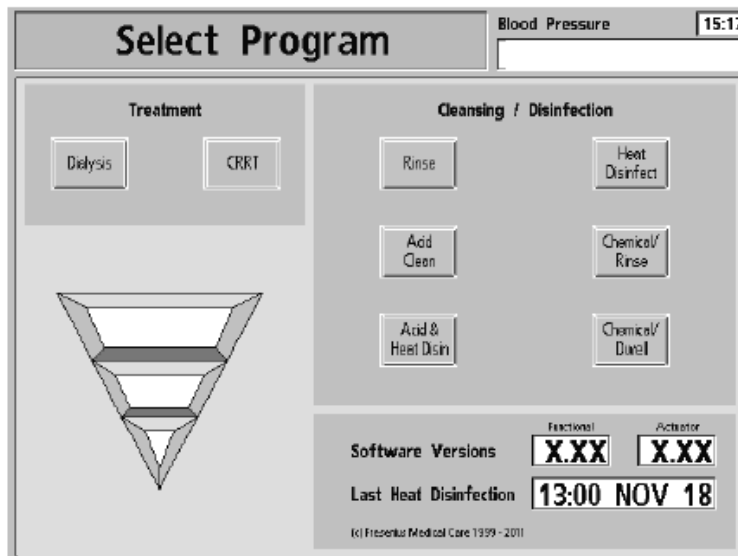 Select Program
Blood Pressure
15:17
Treatment
Dialysis
CRRT
Cleansing / Disinfection
Rinse
Heat
Disinfect
Acid
Clean
Chemical/
Rinse
Acid &
Heat Disin
Chemical/
Dwell
Functional
Actuator
Software Versions
X.XX
X.XX
Last Heat Disinfection
13:00 NOV 18
(c) Fresenius Medical Care 1999 - 2011